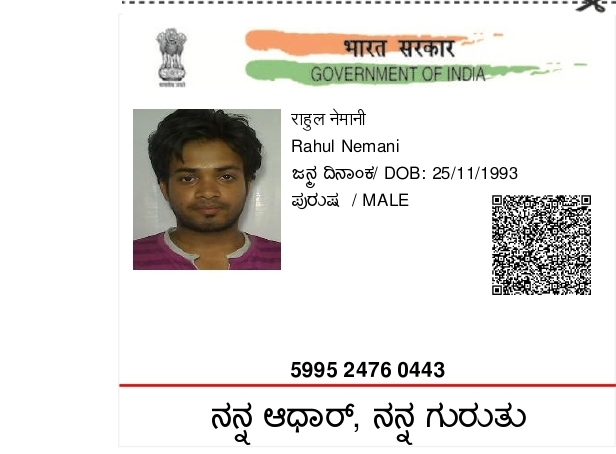 भारत सरकार
GOVERNMENT OF INDIA
राहुल नेमानी
Rahul Nemani
ಜನ್ಮ ದಿನಾಂಕ/ DOB: 25/11/1993
ಪುರುಷ / MALE
5995 2476 0443
ನನ್ನ ಆಧಾರ್, ನನ್ನ ಗುರುತು